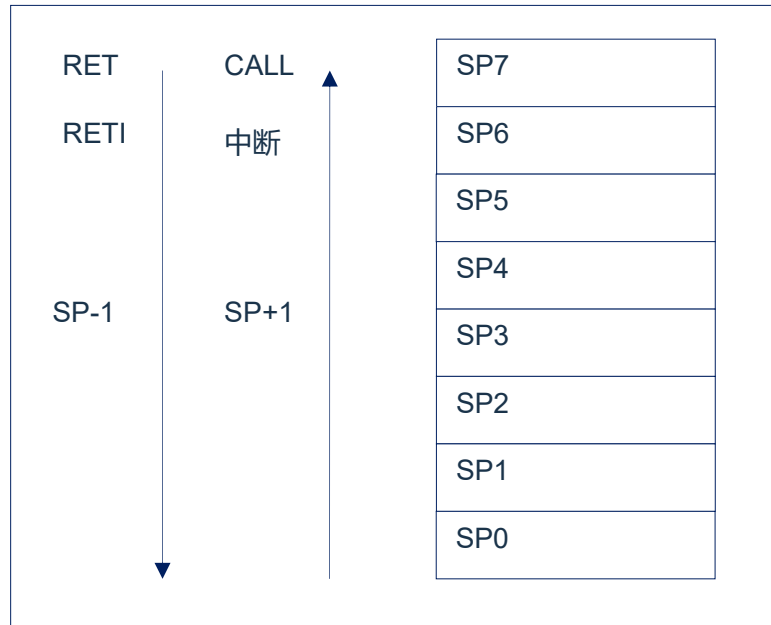 RET CALL SP7
RETI 中断 SP6
SP5
SP4
SP-1 SP+1 SP3
SP2
SP1
SP0